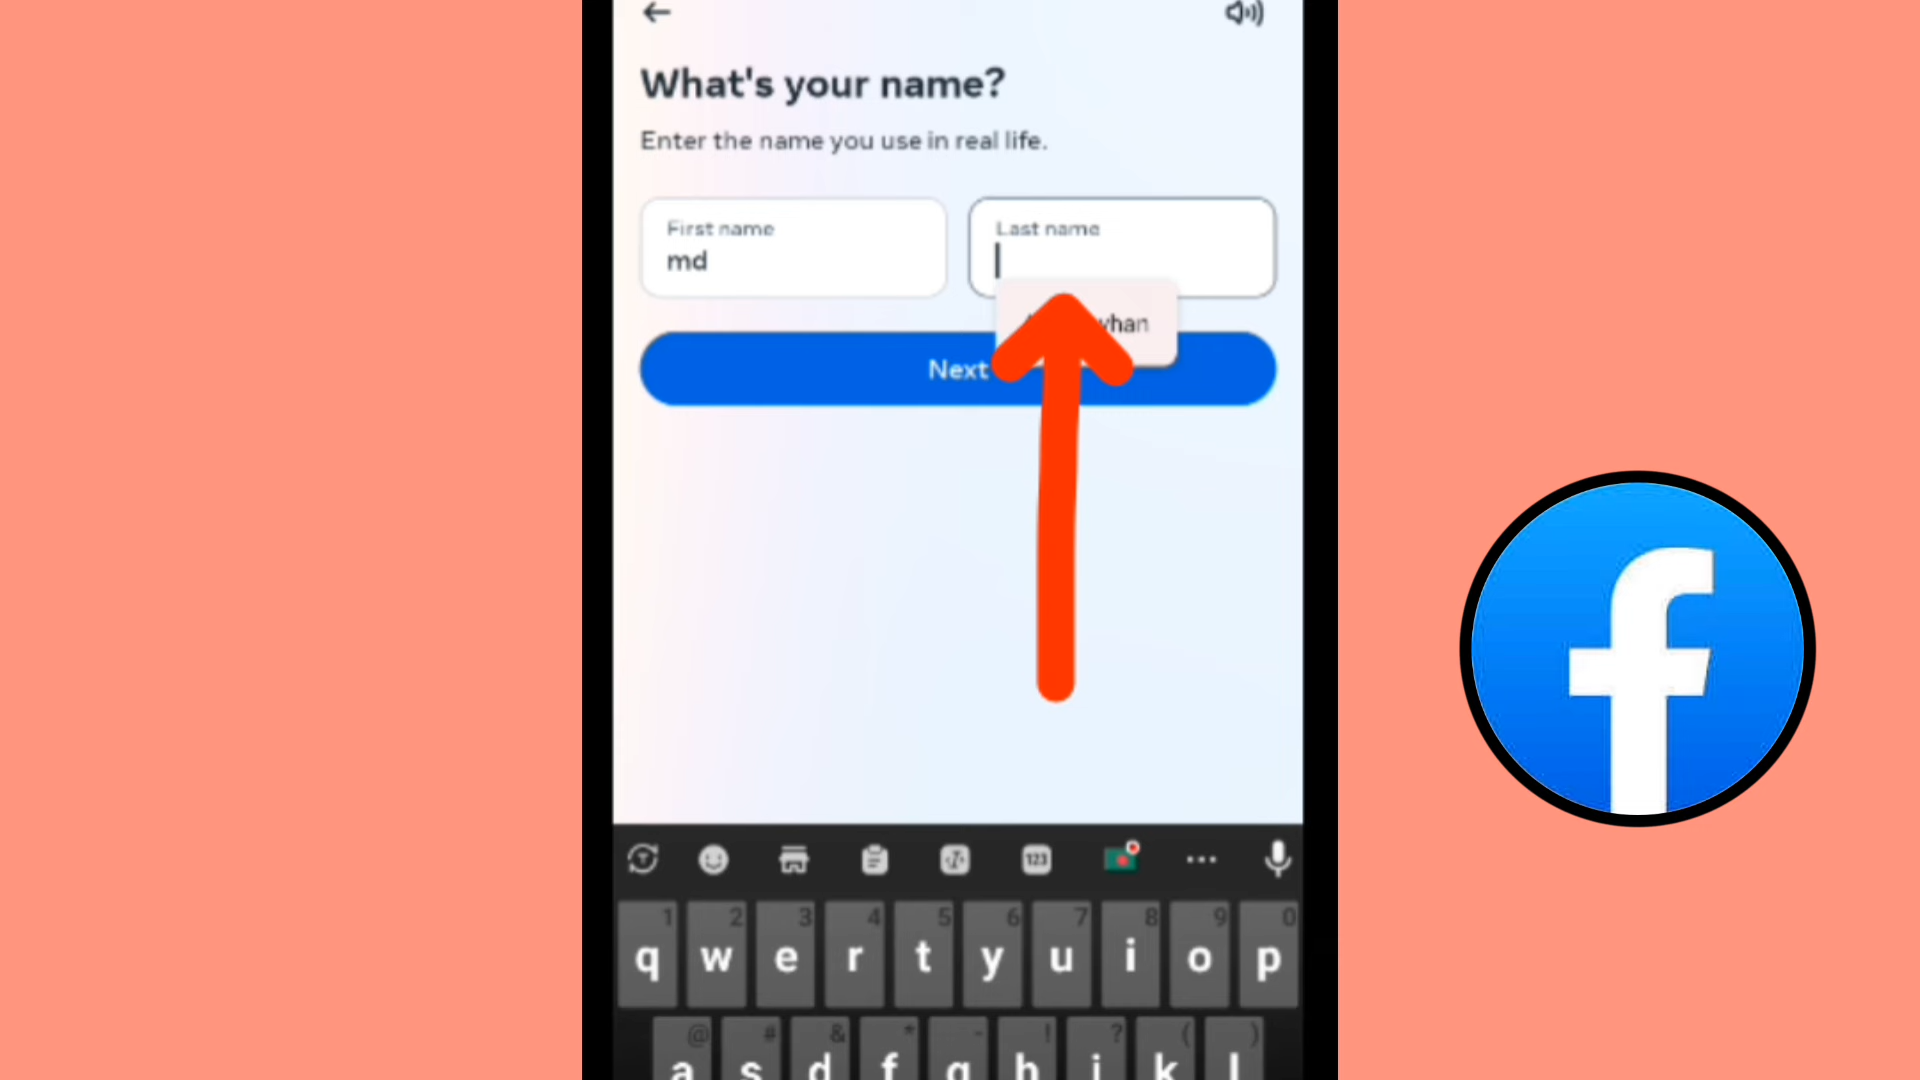 What's your name?
Enter the name you use in real life.
First name
md
Last name
Next
123
1 2 3 4 5 6 7 8 9 0
q w e r t y u i o p
@ # & * - ! ? ( )
a s d f g h j k l